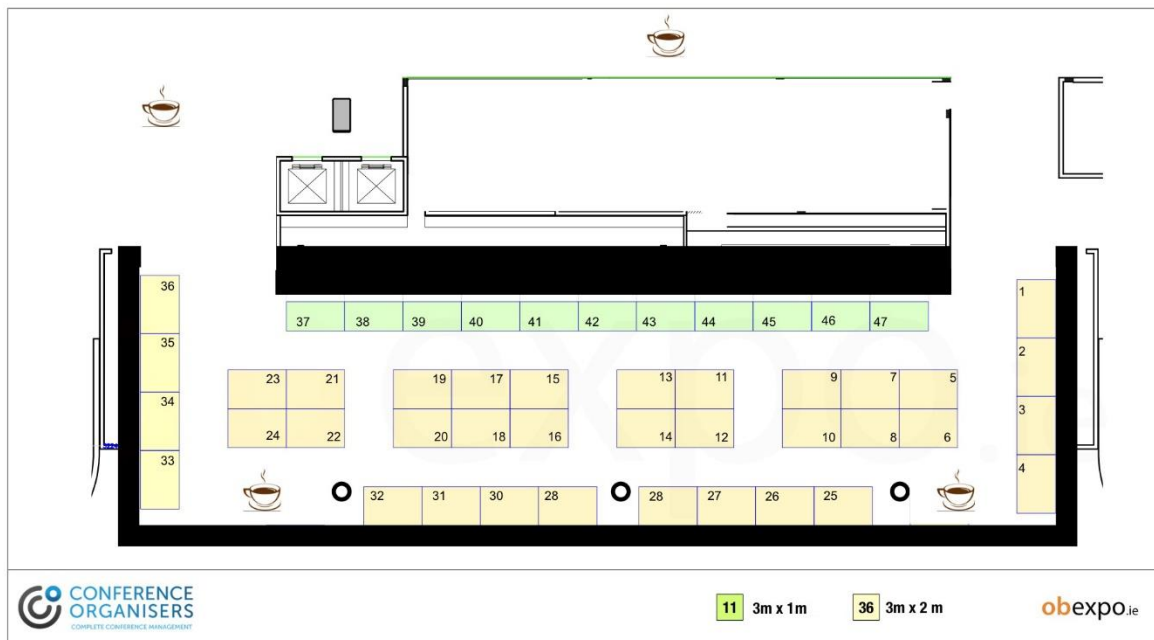 36
35
34
33
37 38 39 40 41 42 43 44 45 46 47
1
2
3
4
23 21 19 17 15 13 11 9 7 5
24 22 20 18 16 14 12 10 8 6
32 31 30 28 28 27 26 25
expo.ie
CONFERENCE
ORGANISERS
COMPLETE CONFERENCE MANAGEMENT
11 3m x 1m
36 3m x 2 m
obexpo.ie